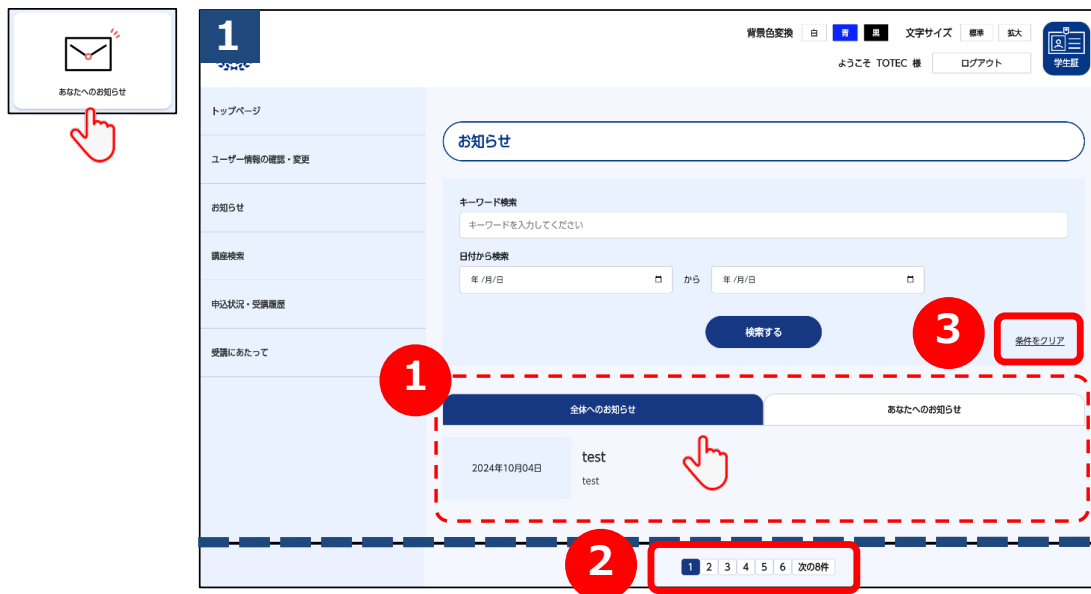 あなたへのお知らせ
1
背景色変換 白 青 黒 文字サイズ 標準 拡大
ようこそ TOTEC 様 ログアウト
学生証
トップページ
ユーザー情報の確認・変更
お知らせ
講座検索
申込状況・受講履歴
受講にあたって
お知らせ
キーワード検索
キーワードを入力してください
日付から検索
年 /月/日 から 年 /月/日
検索する
3
条件をクリア
1
全体へのお知らせ あなたへのお知らせ
2024年10月04日
test
test
2
1 2 3 4 5 6 次の8件